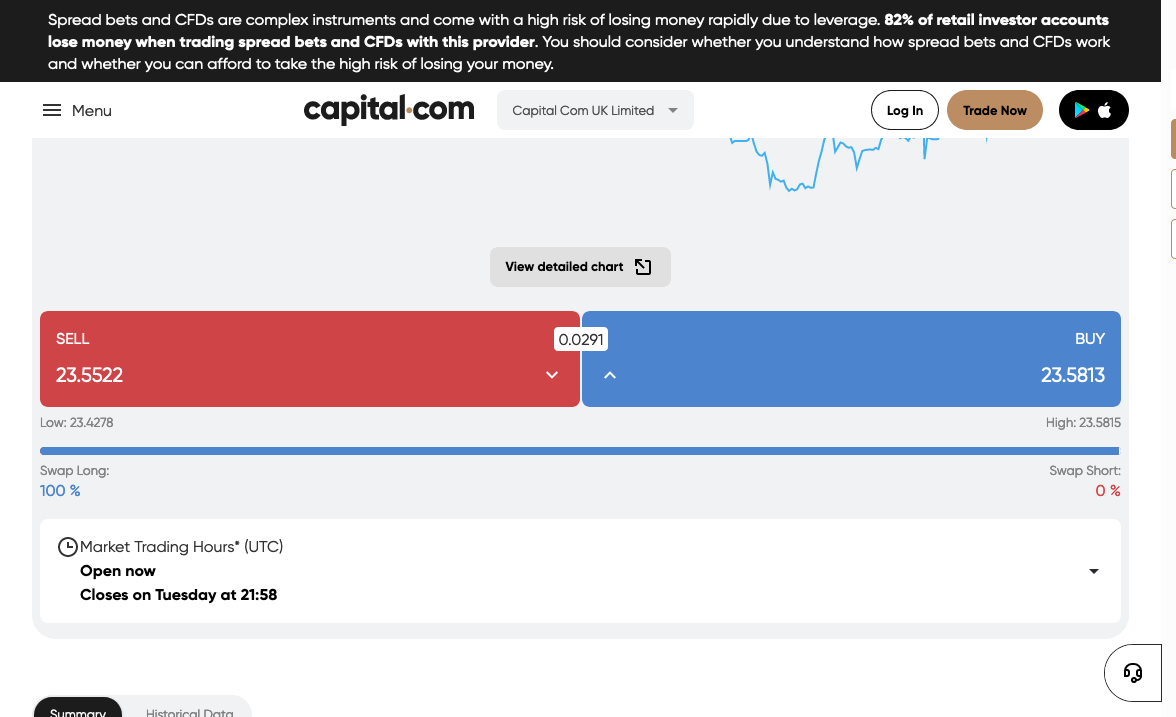 Spread bets and CFDs are complex instruments and come with a high risk of losing money rapidly due to leverage. 82% of retail investor accounts
lose money when trading spread bets and CFDs with this provider. You should consider whether you understand how spread bets and CFDs work
and whether you can afford to take the high risk of losing your money.
Menu
capital.com
Capital Com UK Limited
Log In
Trade Now
View detailed chart
SELL
0.0291
BUY
23.5522
23.5813
Low: 23.4278
High: 23.5815
Swap Long:
Swap Short:
100 %
0 %
Market Trading Hours* (UTC)
Open now
Closes on Tuesday at 21:58
Summary
Historical Data